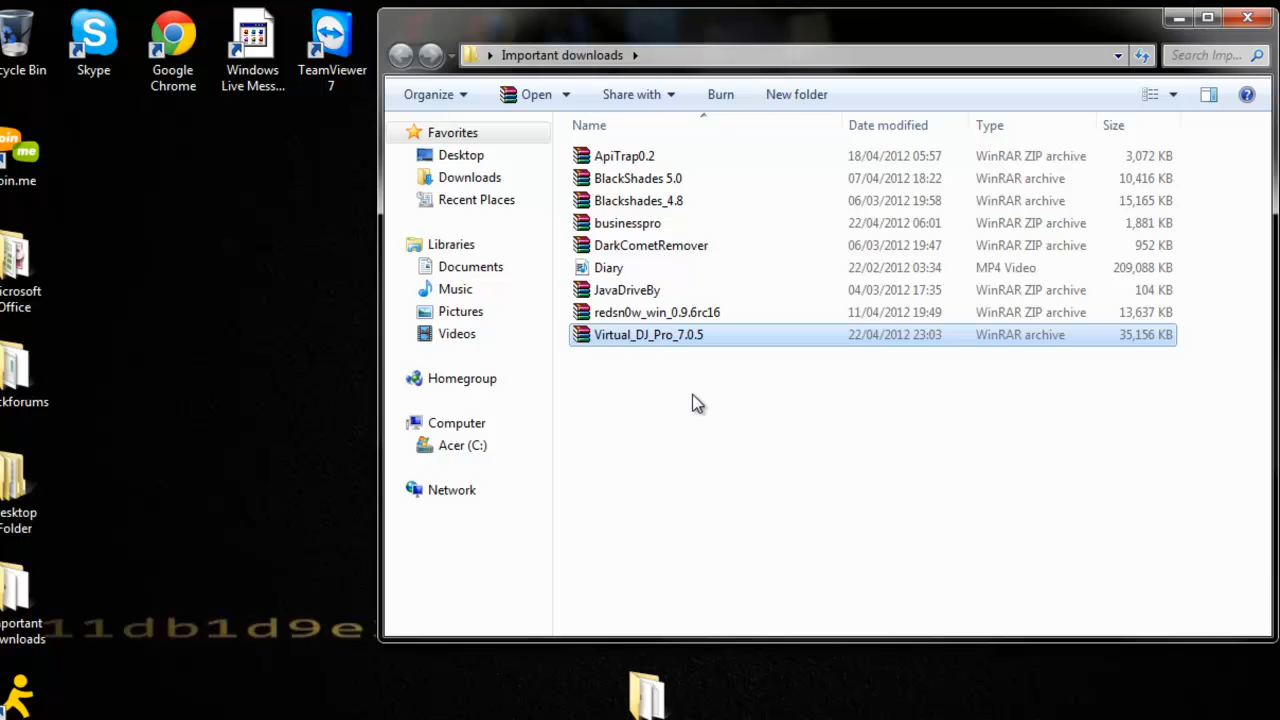 cycle Bin
Skype
Google
Chrome
Windows
Live Mess...
TeamViewer
7
oin
me
oin.me
icrosoft
Office
ckforums
esktop
Folder
portant
wnloads
11db1d9e
Important downloads
Search Imp...
Organize
Open
Share with
Burn
New folder
Name Date modified Type Size
Favorites
Desktop
Downloads
Recent Places
Libraries
Documents
Music
Pictures
Videos
Homegroup
Computer
Acer (C:)
Network
ApiTrap0.2 18/04/2012 05:57 WinRAR ZIP archive 3,072 KB
BlackShades 5.0 07/04/2012 18:22 WinRAR archive 10,416 KB
Blackshades_4.8 06/03/2012 19:58 WinRAR archive 15,165 KB
businesspro 22/04/2012 06:01 WinRAR ZIP archive 1,881 KB
DarkCometRemover 06/03/2012 19:47 WinRAR ZIP archive 952 KB
Diary 22/02/2012 03:34 MP4 Video 209,088 KB
JavaDriveBy 04/03/2012 17:35 WinRAR archive 104 KB
redsn0w_win_0.9.6rc16 11/04/2012 19:49 WinRAR ZIP archive 13,637 KB
Virtual_DJ_Pro_7.0.5 22/04/2012 23:03 WinRAR archive 35,156 KB